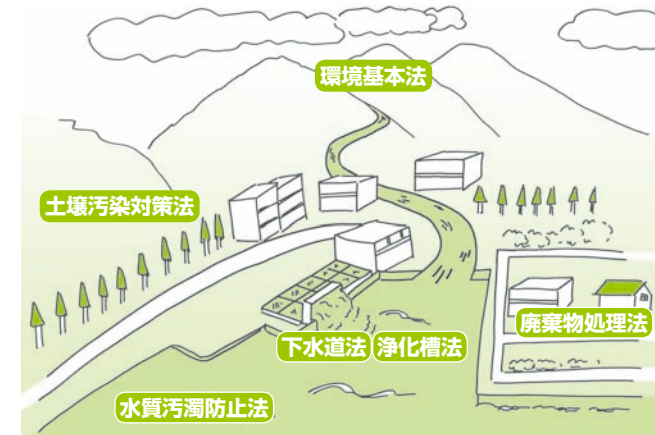 環境基本法
土壌汚染対策法
廃棄物処理法
下水道法 浄化槽法
水質汚濁防止法